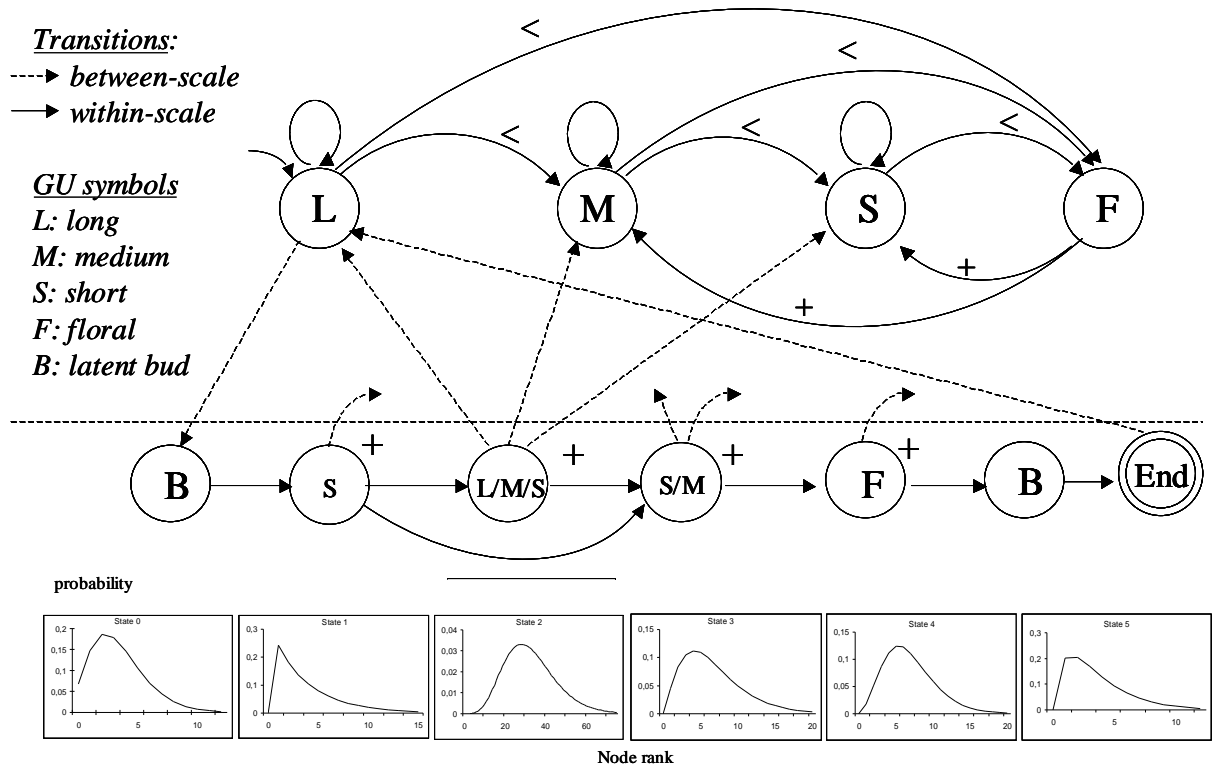 Transitions:
between-scale
within-scale
GU symbols
L: long
M: medium
S: short
F: floral
B: latent bud
<
<
<
<
<
L
M
S
F
+
+
B
S
+
L/M/S
+
S/M
+
F
+
B
End
probability
State 0
0,2
0,15
0,1
0,05
0
0
5
10
State 1
0,3
0,2
0,1
0
0
5
10
15
State 2
0,04
0,03
0,02
0,01
0
0
20
40
60
State 3
0,15
0,1
0,05
0
0
5
10
15
20
State 4
0,15
0,1
0,05
0
0
5
10
15
20
State 5
0,3
0,2
0,1
0
0
5
10
Node rank